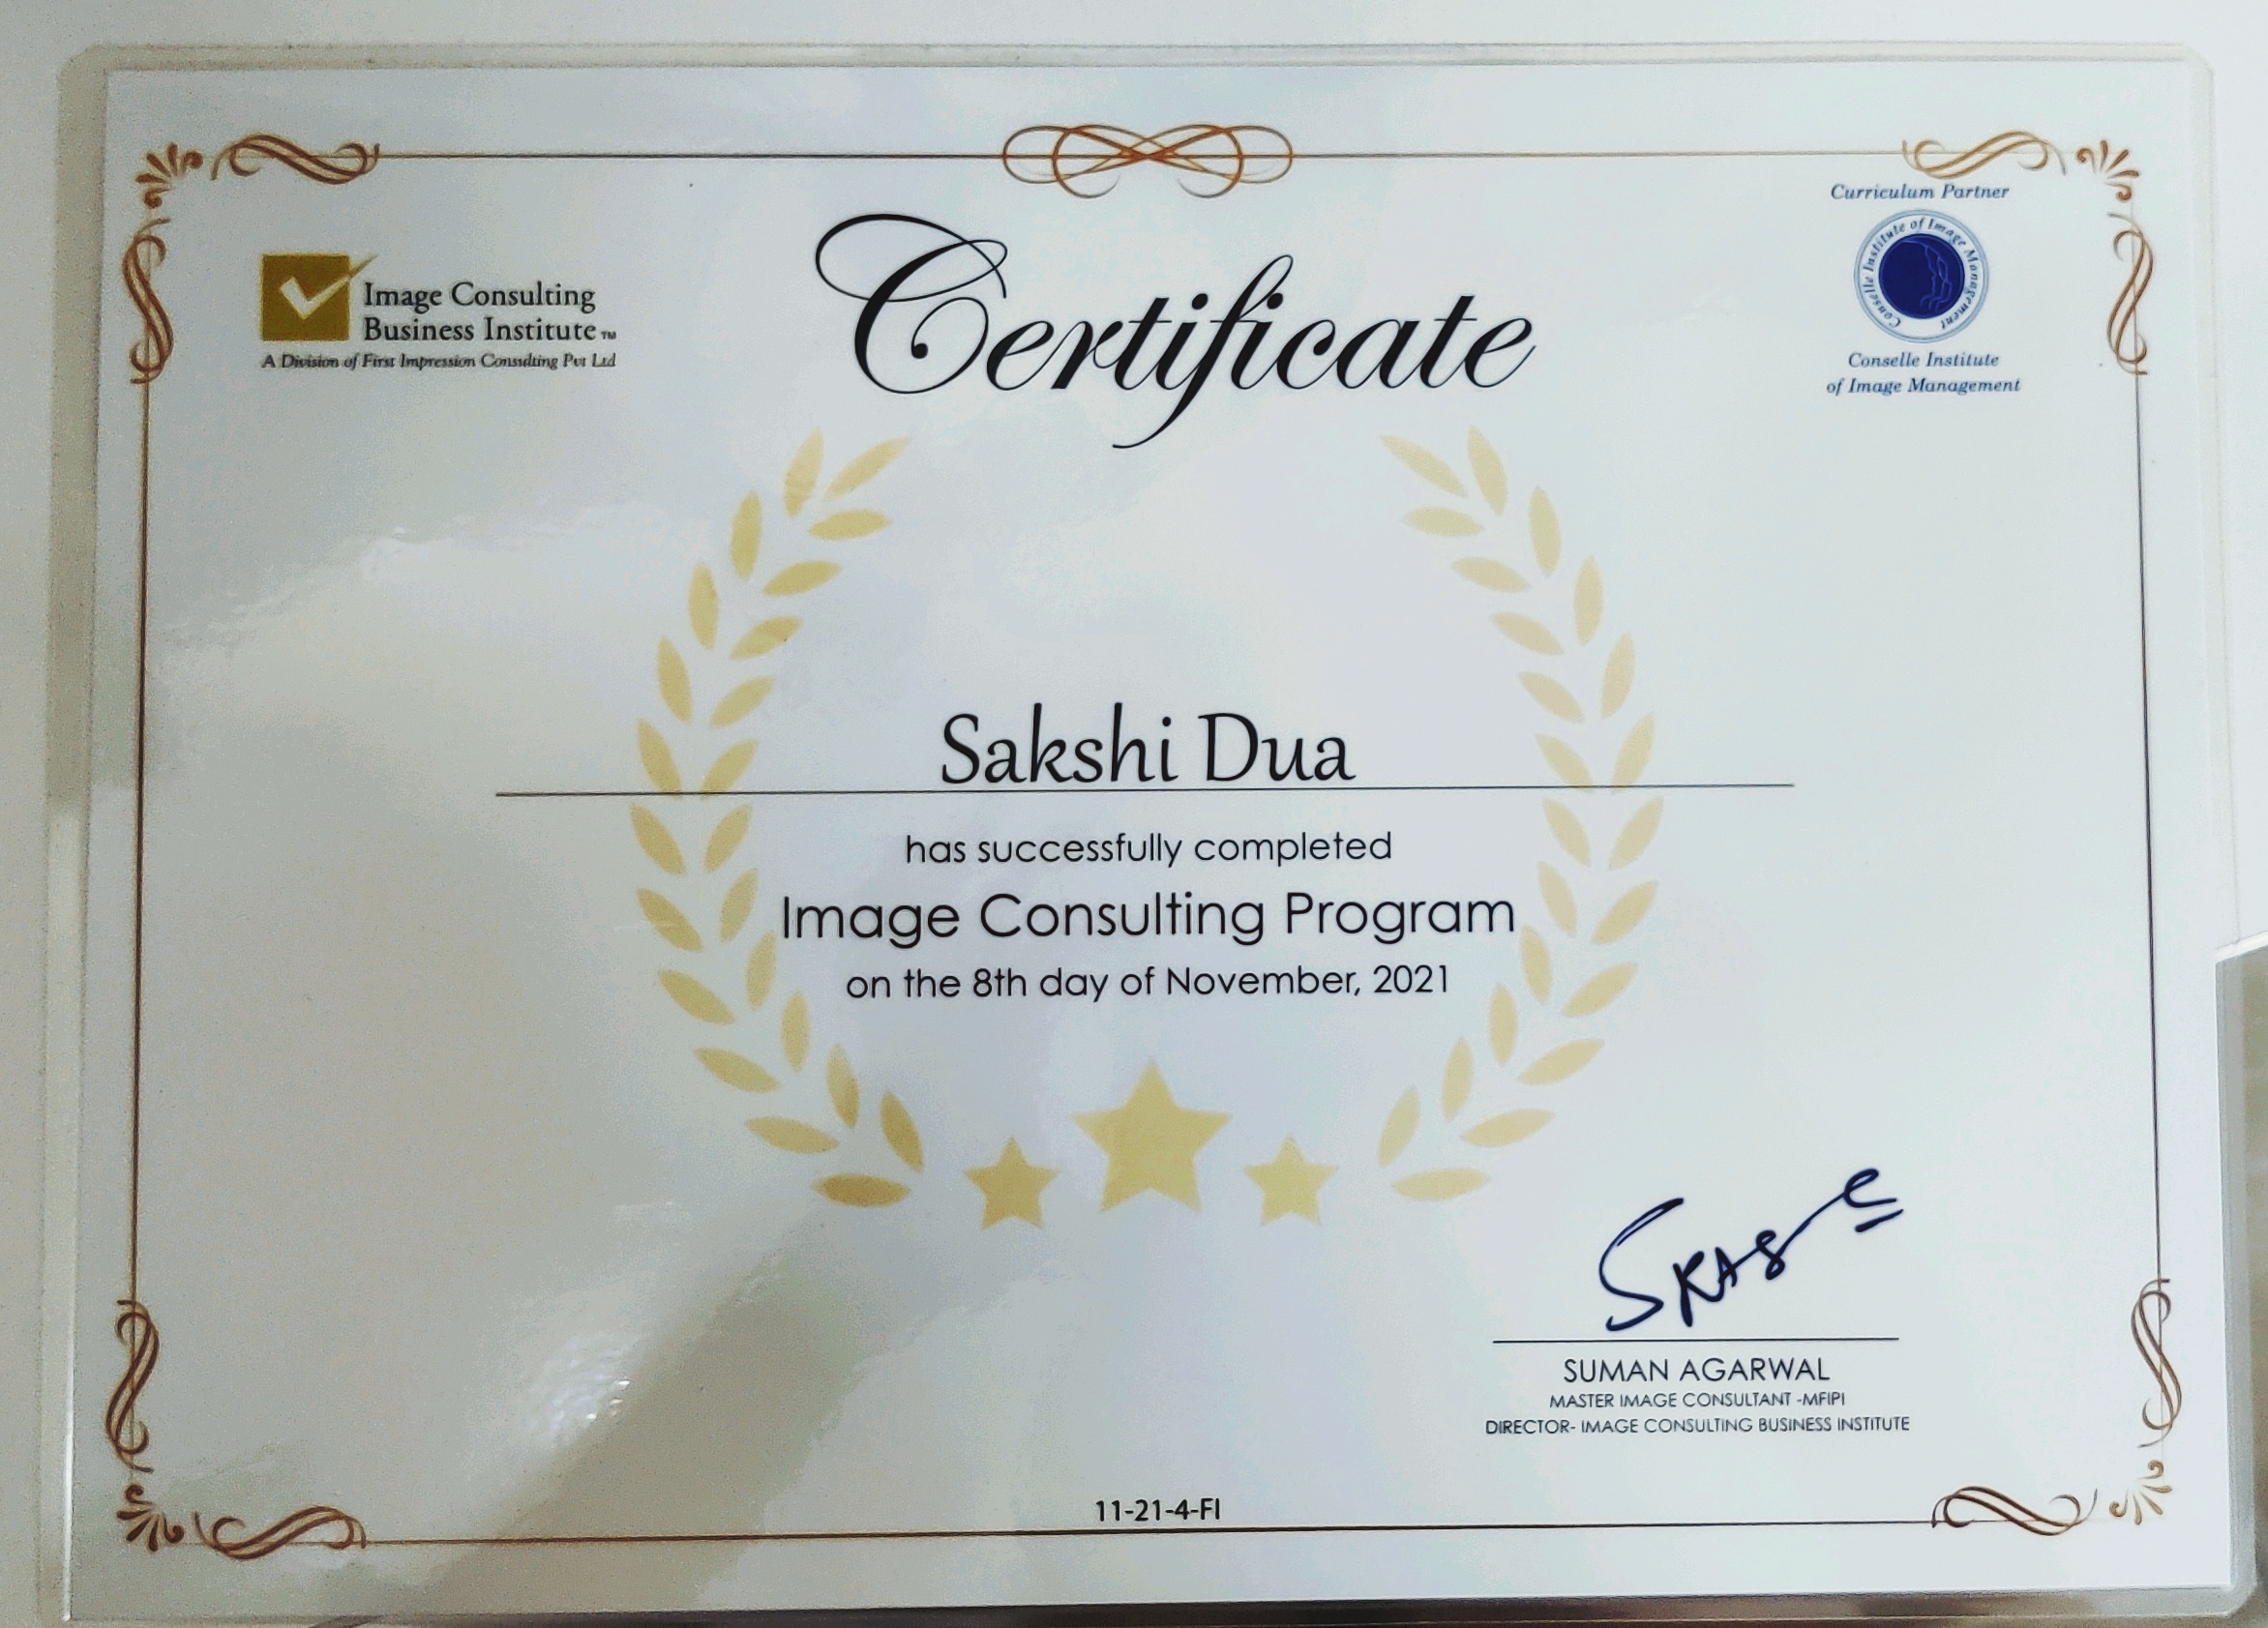 Curriculum Partner
Conselle Institute of Image Management
Conselle Institute
of Image Management
Image Consulting
Business Institute™
A Division of First Impression Consulting Pvt Ltd
Certificate
Sakshi Dua
has successfully completed
Image Consulting Program
on the 8th day of November, 2021
SUMAN AGARWAL
MASTER IMAGE CONSULTANT -MFIPI
DIRECTOR- IMAGE CONSULTING BUSINESS INSTITUTE
11-21-4-FI